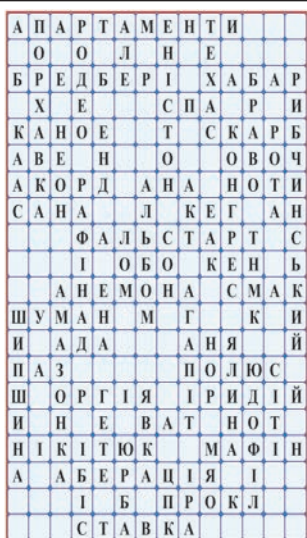 АПАРТАМЕНТИ
О О Л Н Е
БРЕДБЕРІ ХАБАР
Х Е СПА Р И
КАНОЕ Т СКАРБ
АВЕ Н О ОВОЧ
АКОРД АНА НОТИ
САНА Л КЕГ АН
ФАЛЬСТАРТ С
І ОБО КЕН Ь
АНЕМОНА СМАК
ШУМАН М Г К И
И АДА АНЯ Й
ПАЗ ПОЛЮС
Ш ОРГІЯ ІРИДІЙ
И Н Е ВАТ НОТ
НІКІТЮК МАФІН
А АБЕРАЦІЯ І
І Б ПРОКЛ
СТАВКА